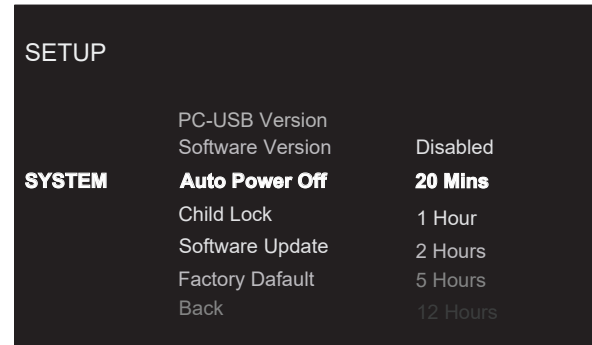 SETUP
PC-USB Version
Software Version Disabled
SYSTEM Auto Power Off 20 Mins
Child Lock 1 Hour
Software Update 2 Hours
Factory Dafault 5 Hours
Back 12 Hours